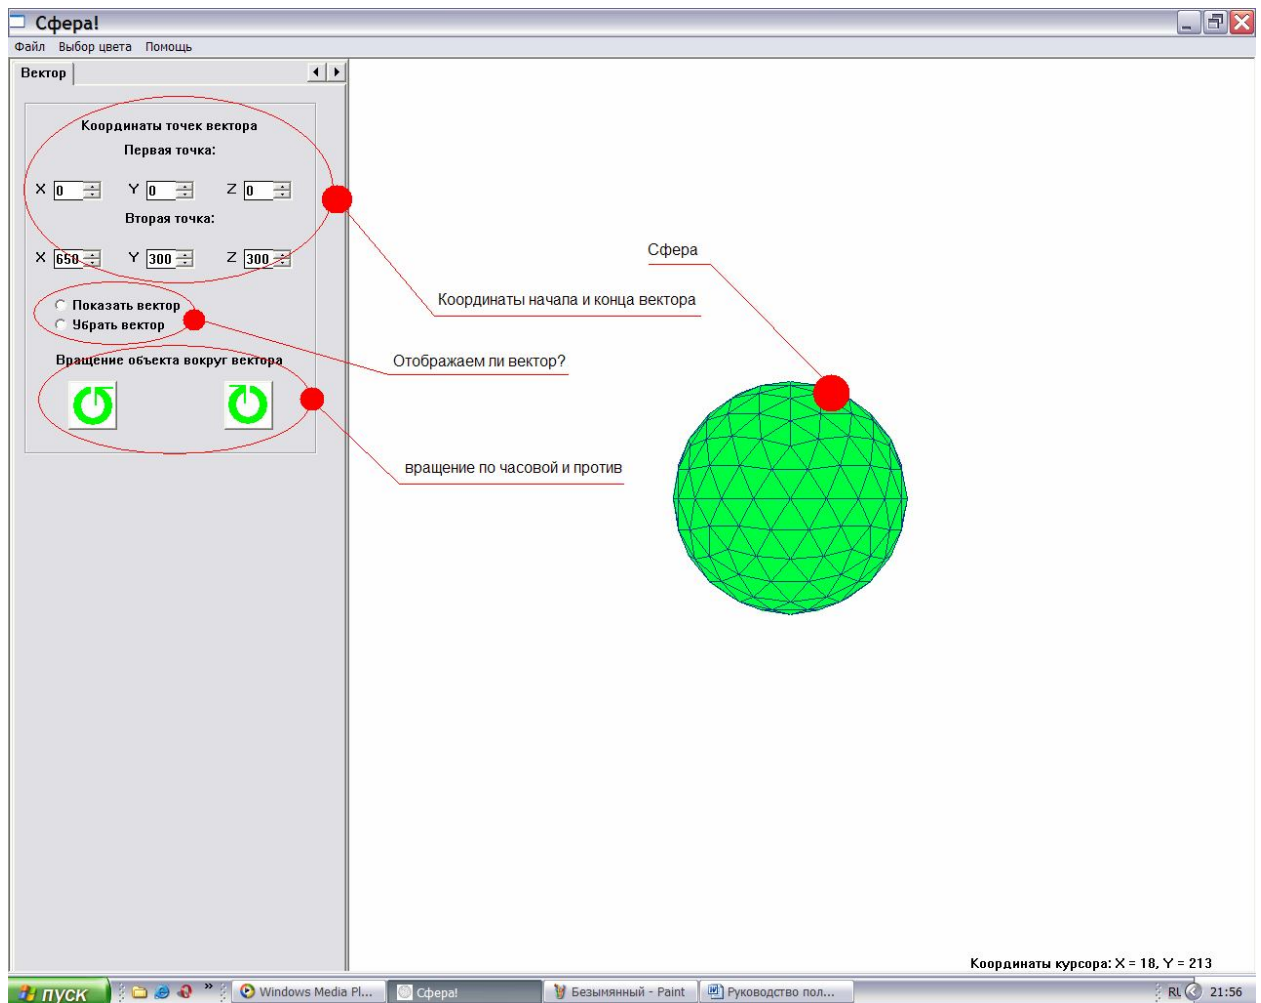 Сфера!
Файл Выбор цвета Помощь
Вектор
Координаты точек вектора
Первая точка:
X 0 Y 0 Z 0
Вторая точка:
X 650 Y 300 Z 300
Показать вектор
Убрать вектор
Вращение объекта вокруг вектора
Сфера
Координаты начала и конца вектора
Отображаем ли вектор?
вращение по часовой и против
Координаты курсора: X = 18, Y = 213
пуск » Windows Media Pl... Сфера! Безымянный - Paint Руководство пол... RL 21:56